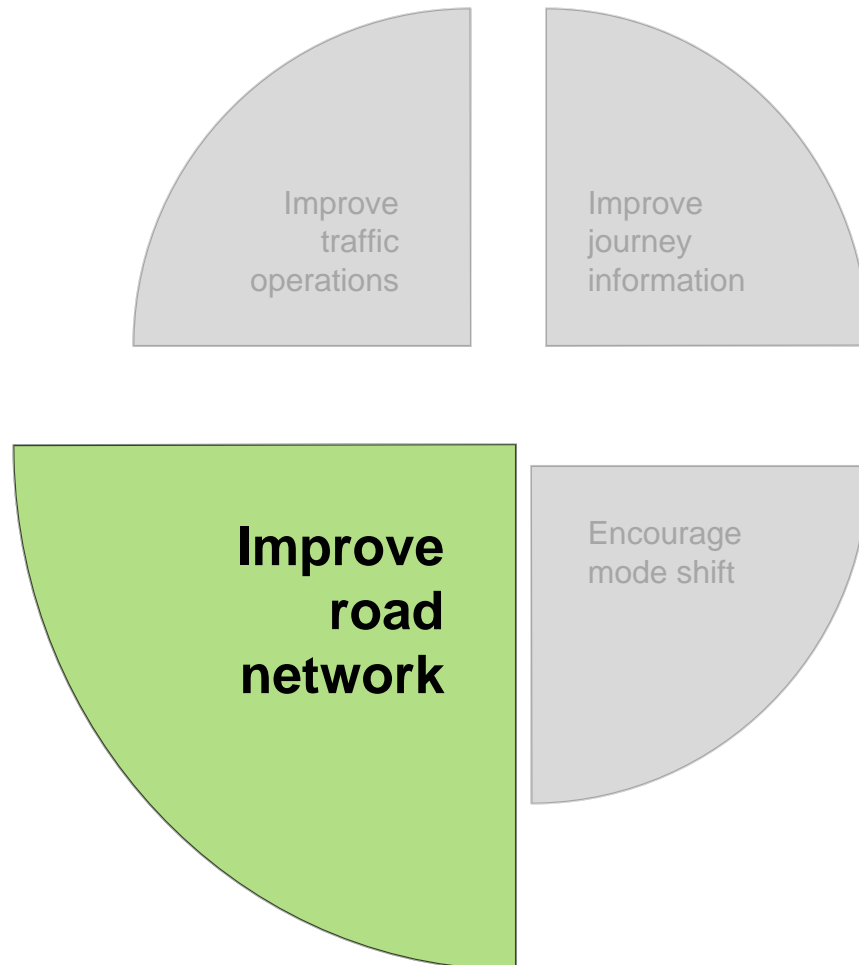 Improve
traffic
operations
Improve
journey
information
Improve
road
network
Encourage
mode shift